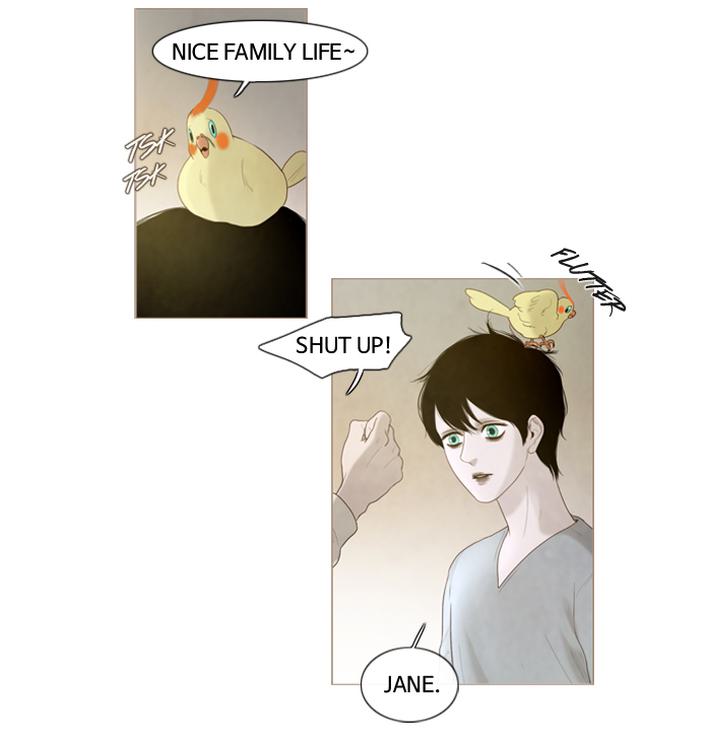 NICE FAMILY LIFE~
TSK
TSK
FLUTTER
SHUT UP!
JANE.